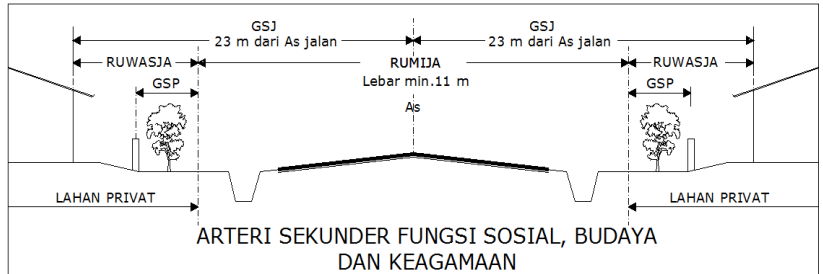 GSJ
23 m dari As jalan
GSJ
23 m dari As jalan
RUWASJA
RUMIJA
RUWASJA
GSP
Lebar min.11 m
GSP
As
LAHAN PRIVAT
LAHAN PRIVAT
ARTERI SEKUNDER FUNGSI SOSIAL, BUDAYA
DAN KEAGAMAAN